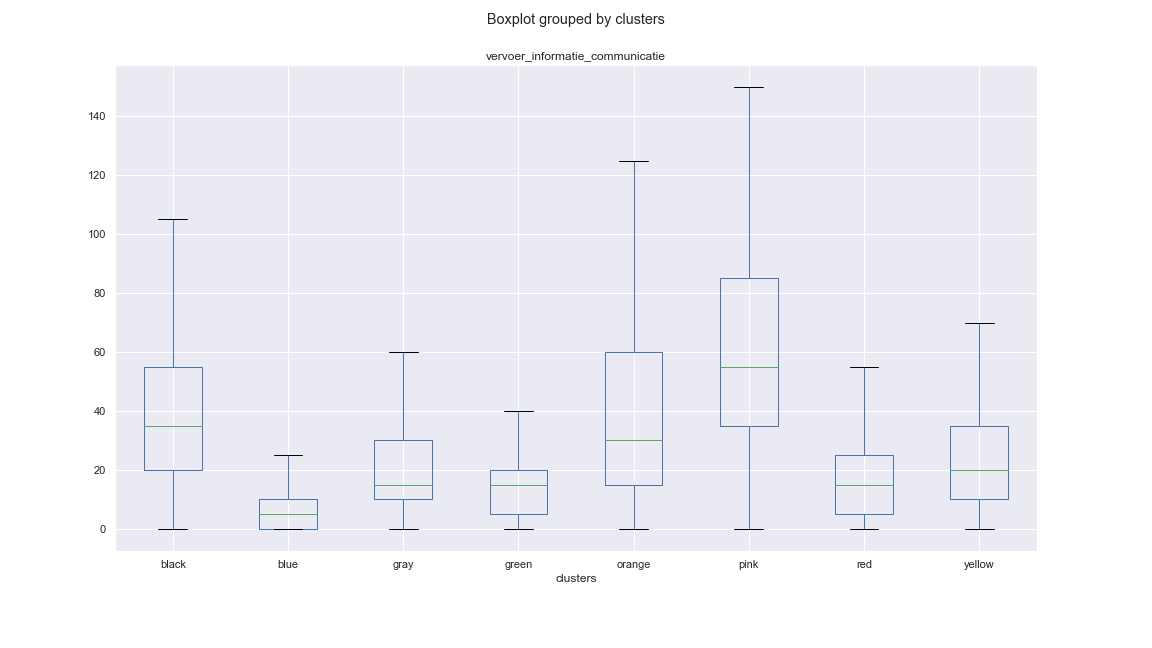 Boxplot grouped by clusters
vervoer_informatie_communicatie
140
120
100
80
60
40
20
0
black blue gray green orange pink red yellow
clusters